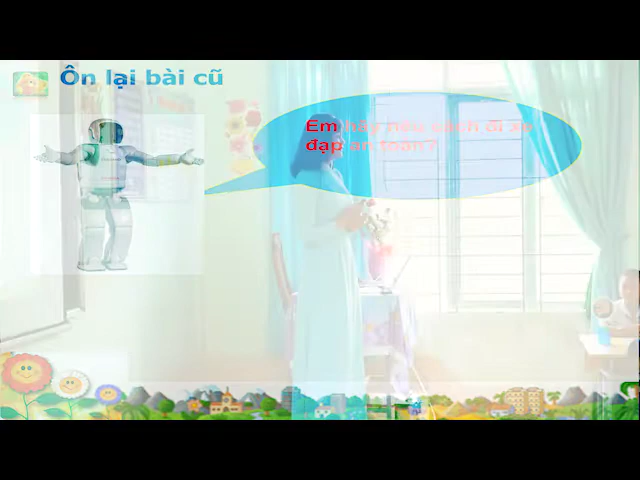 Ôn lại bài cũ
Em hãy nêu cách đi xe
đạp an toàn?